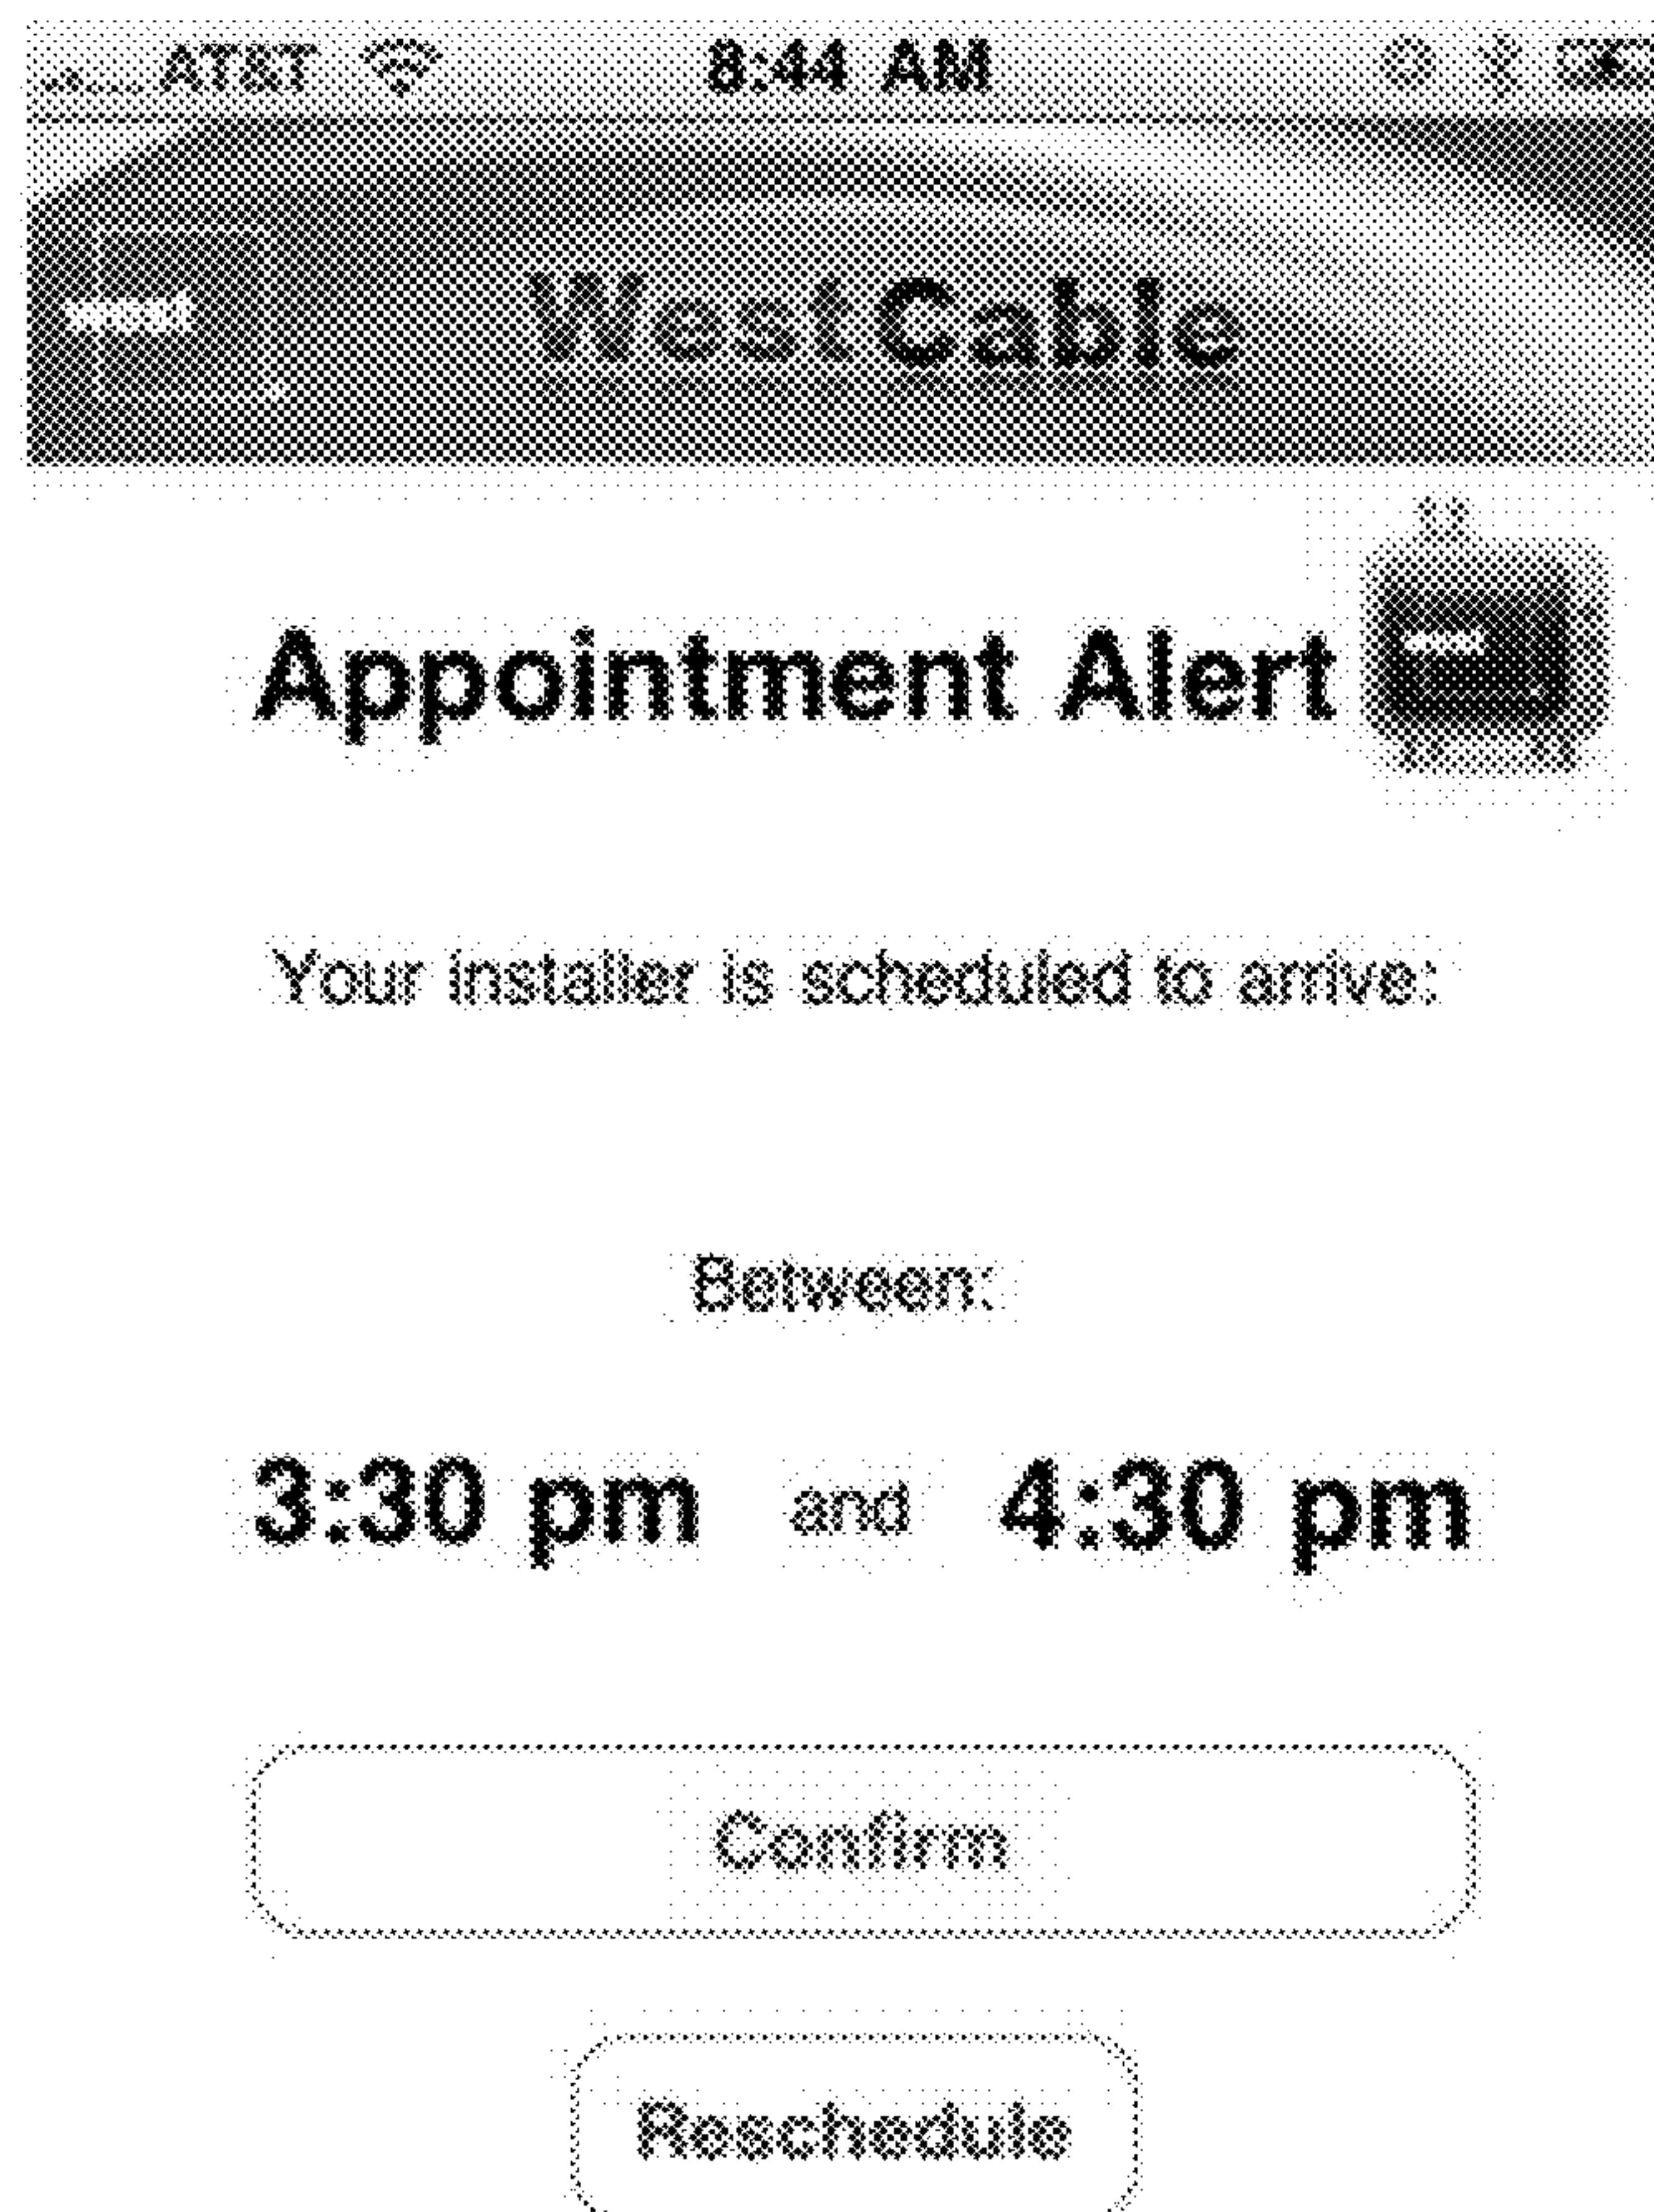 AT&T 8:44 AM
WestCable
Appointment Alert
Your installer is scheduled to arrive:
Between:
3:30 pm and 4:30 pm
Confirm
Reschedule